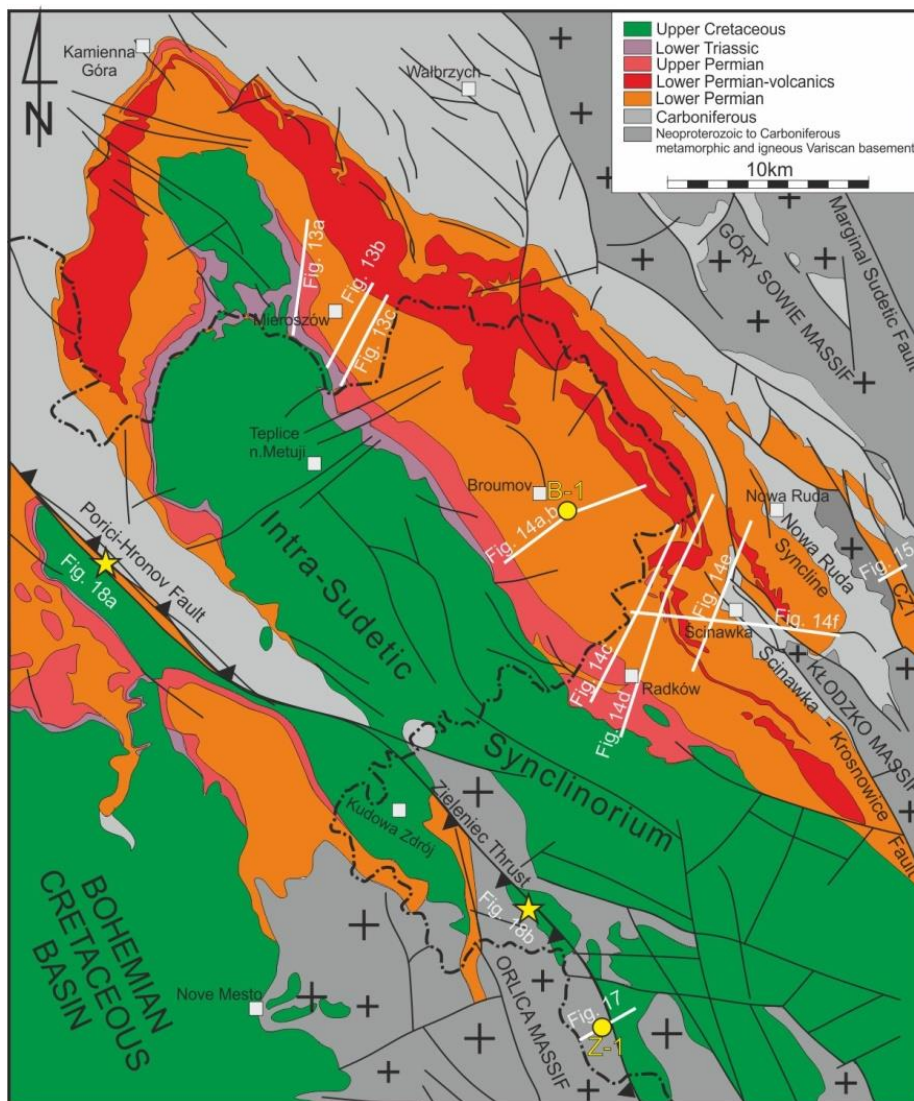 Kamienna
Góra
N
Wałbrzych
Upper Cretaceous
Lower Triassic
Upper Permian
Lower Permian-volcanics
Lower Permian
Carboniferous
Neoproterozoic to Carboniferous
metamorphic and igneous Variscan basement
10km
Marginal Sudetic Fault
GÓRY SOWIE MASSIF
Fig. 13a
Fig. 13b
Fig. 13c
Mieroszów
Teplice
n.Metuji
Broumov
B-1
Fig. 14a,b
Nowa Ruda
Nowa Ruda
Syncline
Fig. 15
CZT
Porici-Hronov Fault
Fig. 18a
Intra-Sudetic
Synclinorium
Fig. 14e
Fig. 14f
Ścinawka
Fig. 14c
Fig. 14d
Radków
KŁODZKO MASSIF
Ścinawka - Krosnowice
Fault
Kudowa Zdrój
Zieleniec Thrust
Fig. 18b
BOHEMIAN
CRETACEOUS
BASIN
Nove Mesto
ORLICA MASSIF
Fig. 17
Z-1